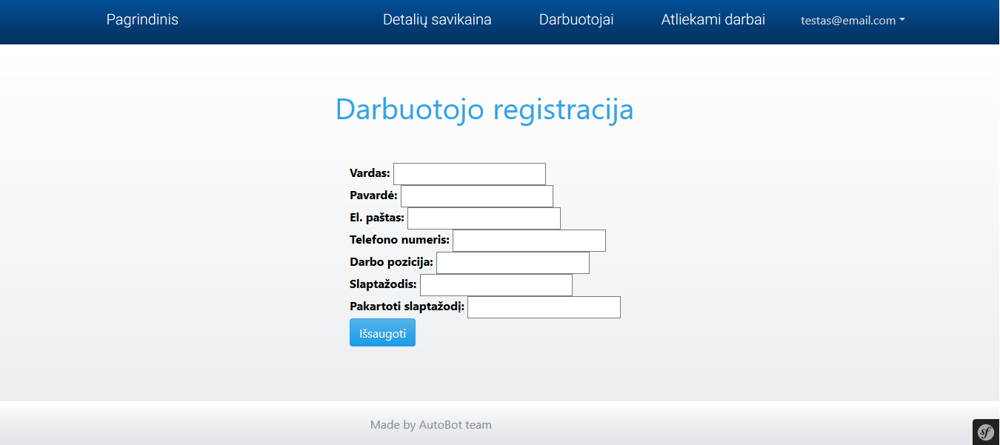 Pagrindinis Detalių savikaina Darbuotojai Atliekami darbai testas@email.com
Darbuotojo registracija
Vardas:
Pavardė:
El. paštas:
Telefono numeris:
Darbo pozicija:
Slaptažodis:
Pakartoti slaptažodį:
Išsaugoti
Made by AutoBot team
sf